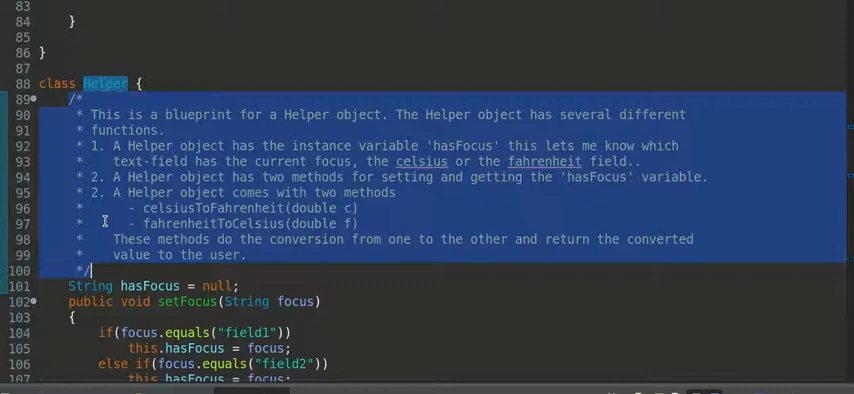 83
84 }
85
86 }
87
88 class Helper {
89 /*
90 * This is a blueprint for a Helper object. The Helper object has several different
91 * functions.
92 * 1. A Helper object has the instance variable 'hasFocus' this lets me know which
93 * text-field has the current focus, the celsius or the fahrenheit field..
94 * 2. A Helper object has two methods for setting and getting the 'hasFocus' variable.
95 * 2. A Helper object comes with two methods
96 * - celsiusToFahrenheit(double c)
97 * - fahrenheitToCelsius(double f)
98 * These methods do the conversion from one to the other and return the converted
99 * value to the user.
100 */
101 String hasFocus = null;
102 public void setFocus(String focus)
103 {
104 if(focus.equals("field1"))
105 this.hasFocus = focus;
106 else if(focus.equals("field2"))
107 this.hasFocus = focus;